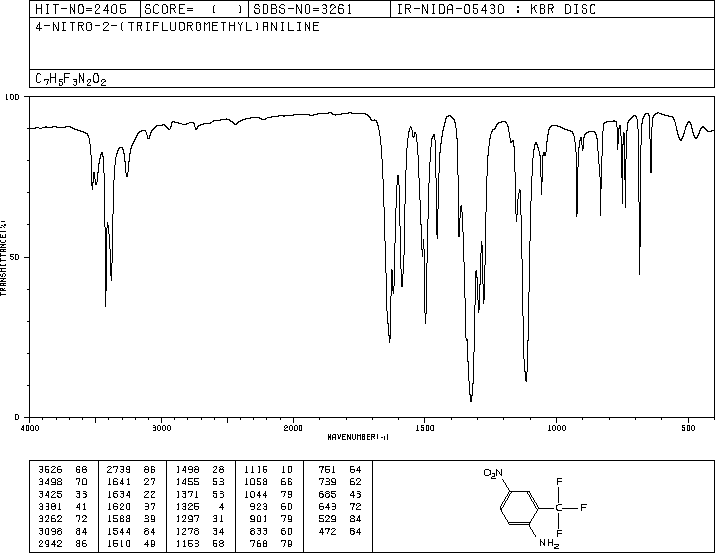 HIT-NO=2405 SCORE= ( ) SDBS-NO=3261 IR-NIDA-05430 : KBR DISC
4-NITRO-2-(TRIFLUOROMETHYL)ANILINE
C7H5F3N2O2
100
50
0
TRANSMITTANCE(%)
4000 3000 2000 1500 1000 500
WAVENUMBER(-1)
3526 68 2739 86 1498 28 1116 10 751 64
3498 70 1641 27 1455 53 1058 66 739 62
3425 33 1634 22 1371 53 1044 79 685 43
3381 41 1620 37 1325 4 923 60 643 72
3262 72 1588 39 1297 31 901 79 529 84
3098 84 1544 84 1278 34 833 60 472 84
2942 86 1510 49 1153 58 768 79
O2N
F
F
F
NH2